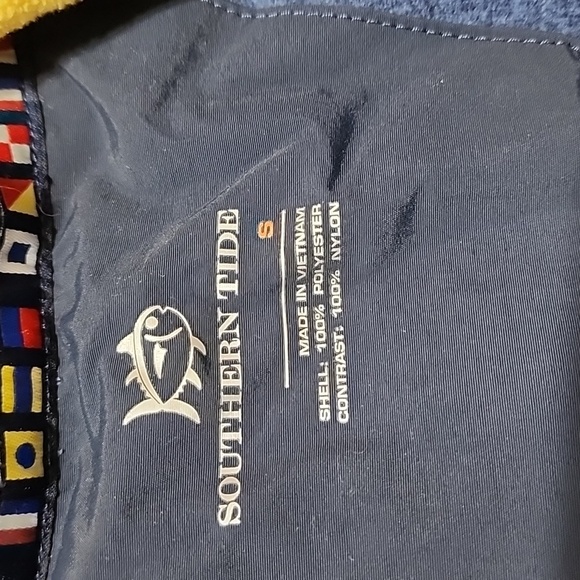 SOUTHERN TIDE
S
MADE IN VIETNAM
SHELL: 100% POLYESTER
CONTRAST: 100% NYLON